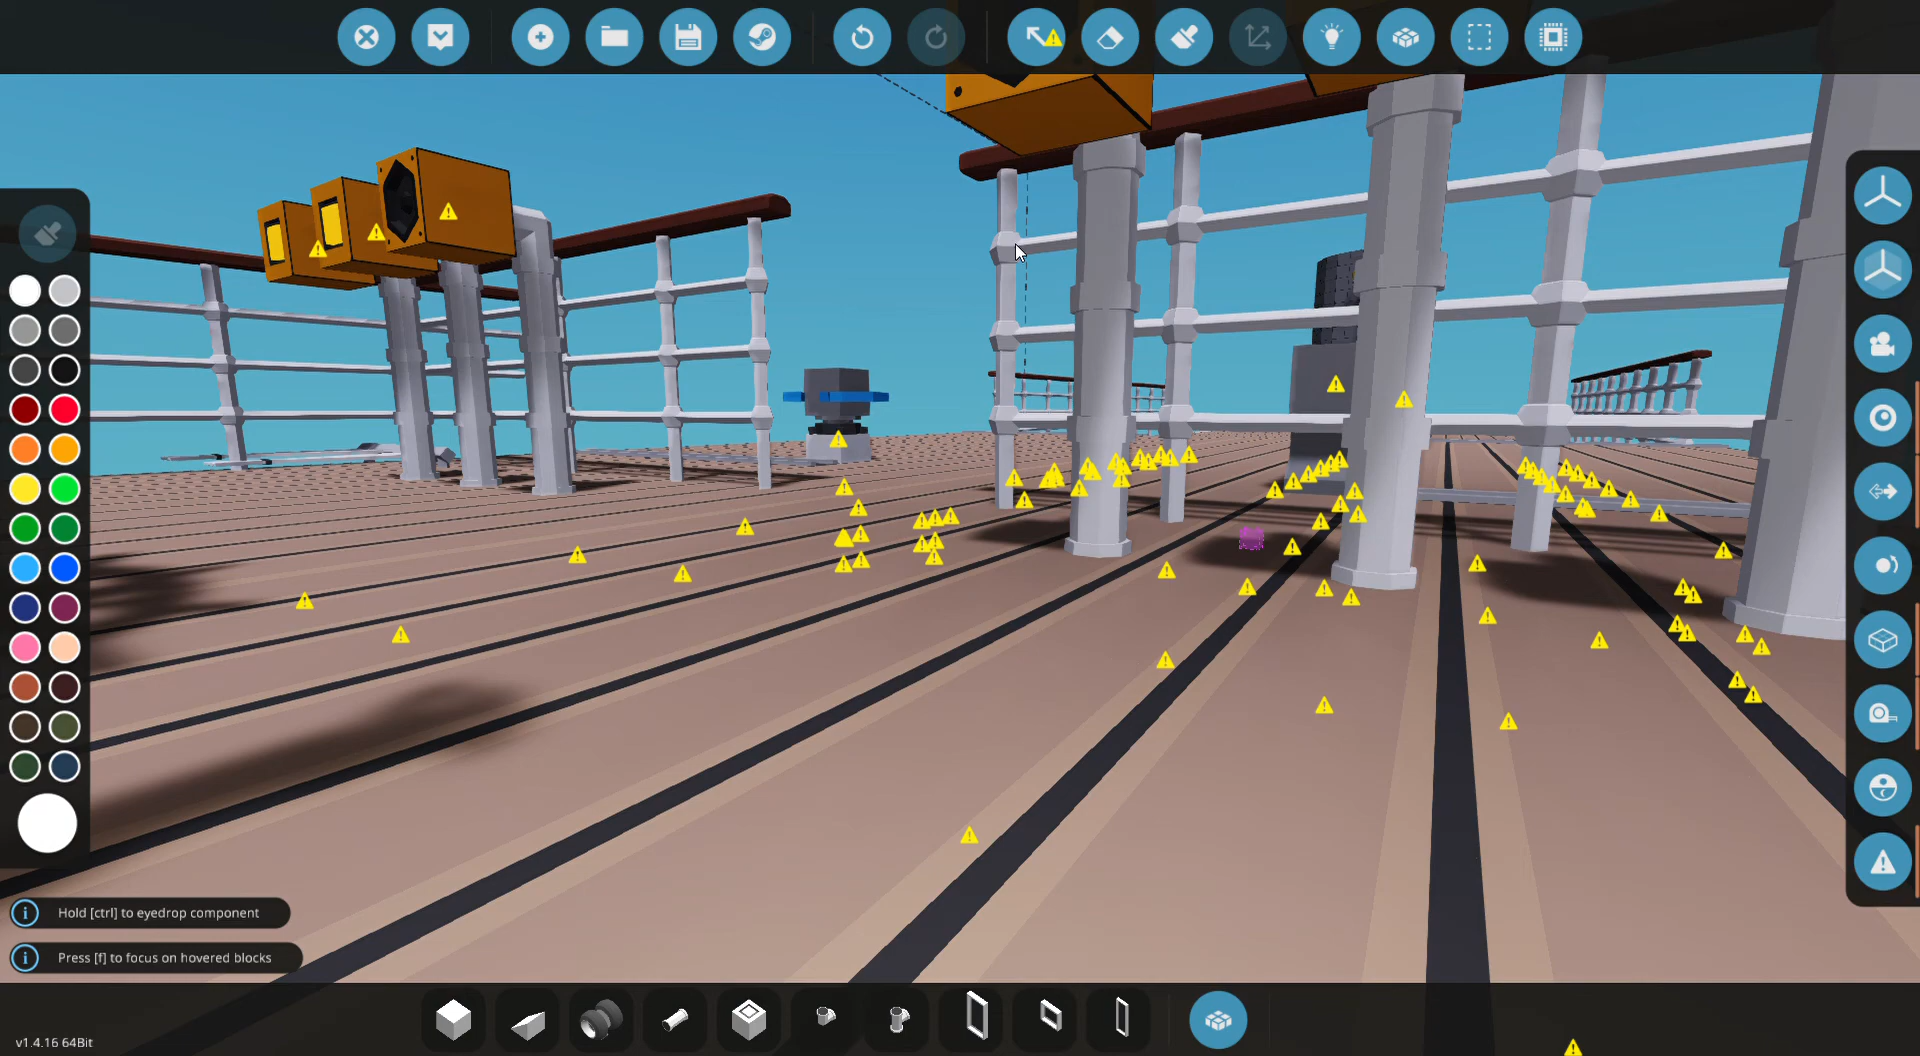 Hold [ctrl] to eyedrop component
Press [f] to focus on hovered blocks
v1.4.16 64Bit